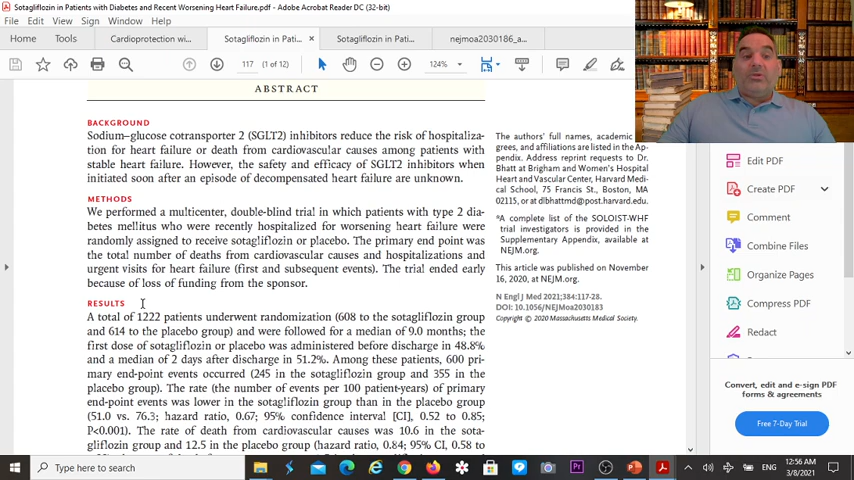 Sotagliflozin in Patients with Diabetes and Recent Worsening Heart Failure.pdf - Adobe Acrobat Reader DC (32-bit)
File Edit View Sign Window Help
Home Tools Cardioprotection wi... Sotagliflozin in Pati... × Sotagliflozin in Pati... nejmoa2030186_a...
117 (1 of 12) 124%
ABSTRACT
BACKGROUND
Sodium–glucose cotransporter 2 (SGLT2) inhibitors reduce the risk of hospitaliza-
tion for heart failure or death from cardiovascular causes among patients with
stable heart failure. However, the safety and efficacy of SGLT2 inhibitors when
initiated soon after an episode of decompensated heart failure are unknown.
METHODS
We performed a multicenter, double-blind trial in which patients with type 2 dia-
betes mellitus who were recently hospitalized for worsening heart failure were
randomly assigned to receive sotagliflozin or placebo. The primary end point was
the total number of deaths from cardiovascular causes and hospitalizations and
urgent visits for heart failure (first and subsequent events). The trial ended early
because of loss of funding from the sponsor.
RESULTS
A total of 1222 patients underwent randomization (608 to the sotagliflozin group
and 614 to the placebo group) and were followed for a median of 9.0 months; the
first dose of sotagliflozin or placebo was administered before discharge in 48.8%
and a median of 2 days after discharge in 51.2%. Among these patients, 600 pri-
mary end-point events occurred (245 in the sotagliflozin group and 355 in the
placebo group). The rate (the number of events per 100 patient-years) of primary
end-point events was lower in the sotagliflozin group than in the placebo group
(51.0 vs. 76.3; hazard ratio, 0.67; 95% confidence interval [CI], 0.52 to 0.85;
P<0.001). The rate of death from cardiovascular causes was 10.6 in the sota-
gliflozin group and 12.5 in the placebo group (hazard ratio, 0.84; 95% CI, 0.58 to
The authors' full names, academic
grees, and affiliations are listed in the Ap-
pendix. Address reprint requests to Dr.
Bhatt at Brigham and Women's Hospital
Heart and Vascular Center, Harvard Medi-
cal School, 75 Francis St., Boston, MA
02115, or at dlbhattmd@post.harvard.edu.
*A complete list of the SOLOIST-WHF
trial investigators is provided in the
Supplementary Appendix, available at
NEJM.org.
This article was published on November
16, 2020, at NEJM.org.
N Engl J Med 2021;384:117-28.
DOI: 10.1056/NEJMoa2030183
Copyright © 2020 Massachusetts Medical Society.
Edit PDF
Create PDF
Comment
Combine Files
Organize Pages
Compress PDF
Redact
Convert, edit and e-sign PDF
forms & agreements
Free 7-Day Trial
Type here to search
ENG
12:56 AM
3/8/2021